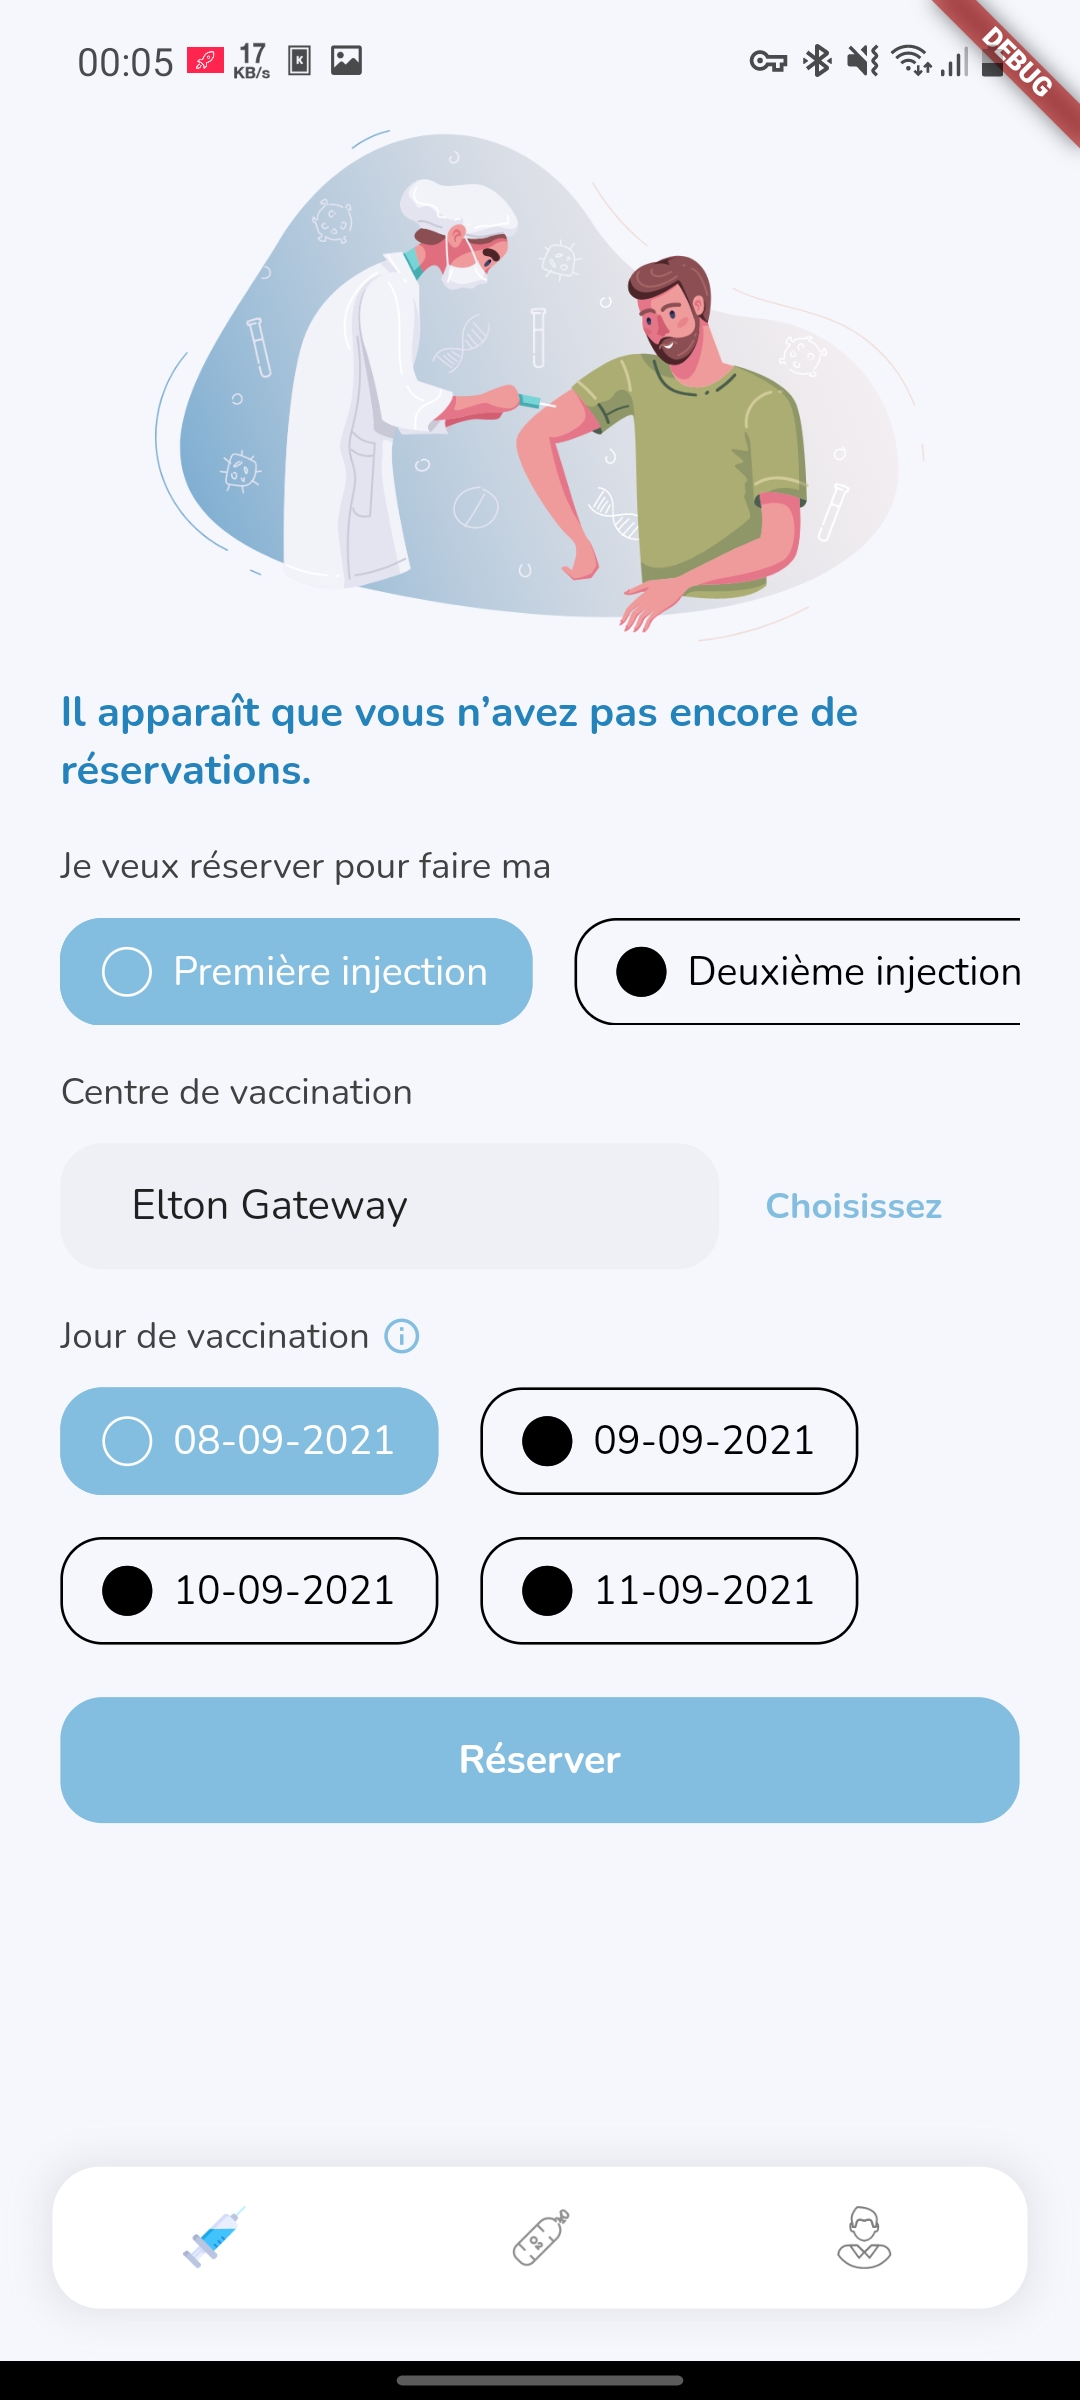 00:05
17
KB/s
K
DEBUG
Il apparaît que vous n’avez pas encore de
réservations.
Je veux réserver pour faire ma
Première injection
Deuxième injection
Centre de vaccination
Elton Gateway
Choisissez
Jour de vaccination
08-09-2021
09-09-2021
10-09-2021
11-09-2021
Réserver